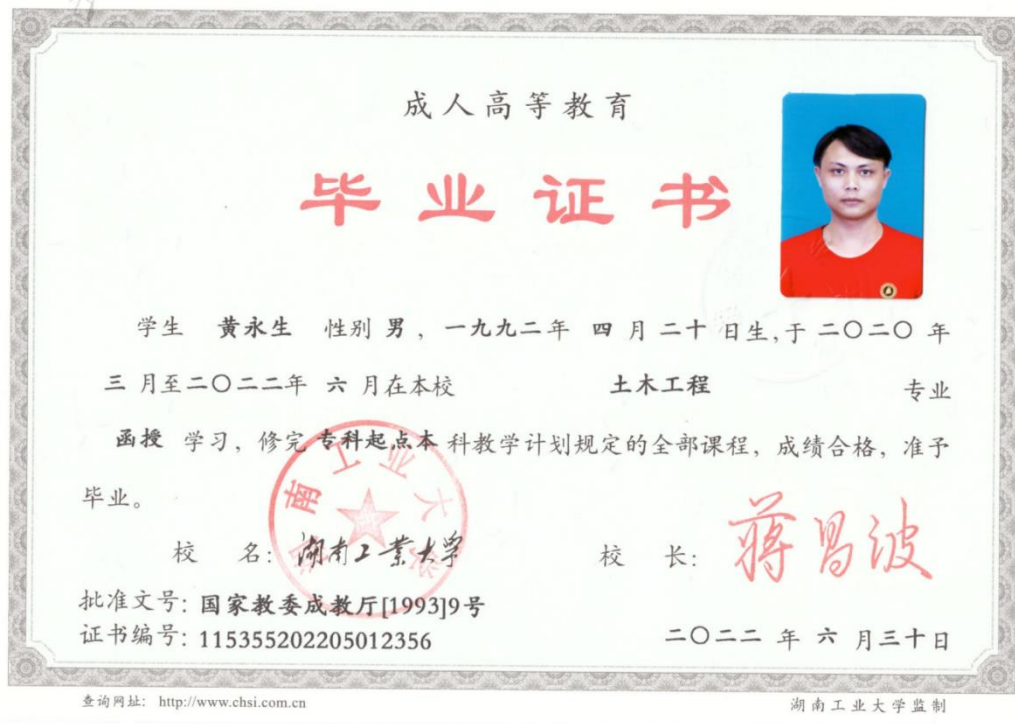 成人高等教育
毕业证书
学生 黄永生 性别 男，一九九二年 四 月 二十 日生,于 二〇二〇 年
三 月至二〇二二年 六 月在本校 土木工程 专业
函授 学习，修完 专科起点本 科教学计划规定的全部课程，成绩合格，准予
毕业。
校 名：湖南工業大学 校 长：蒋昌波
湖南工业大学
批准文号：国家教委成教厅[1993]9号
证书编号：115355202205012356 二〇二二 年 六 月三十日
查询网址： http://www.chsi.com.cn 湖南工业大学监制